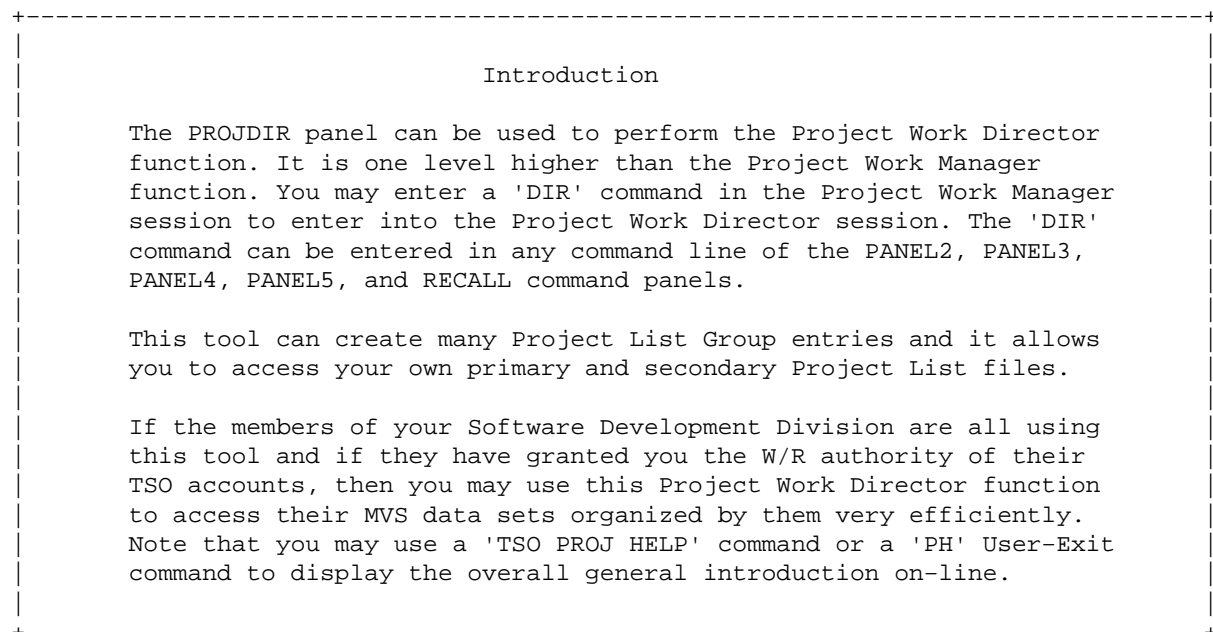 Introduction
The PROJDIR panel can be used to perform the Project Work Director
function. It is one level higher than the Project Work Manager
function. You may enter a 'DIR' command in the Project Work Manager
session to enter into the Project Work Director session. The 'DIR'
command can be entered in any command line of the PANEL2, PANEL3,
PANEL4, PANEL5, and RECALL command panels.
This tool can create many Project List Group entries and it allows
you to access your own primary and secondary Project List files.
If the members of your Software Development Division are all using
this tool and if they have granted you the W/R authority of their
TSO accounts, then you may use this Project Work Director function
to access their MVS data sets organized by them very efficiently.
Note that you may use a 'TSO PROJ HELP' command or a 'PH' User-Exit
command to display the overall general introduction on-line.